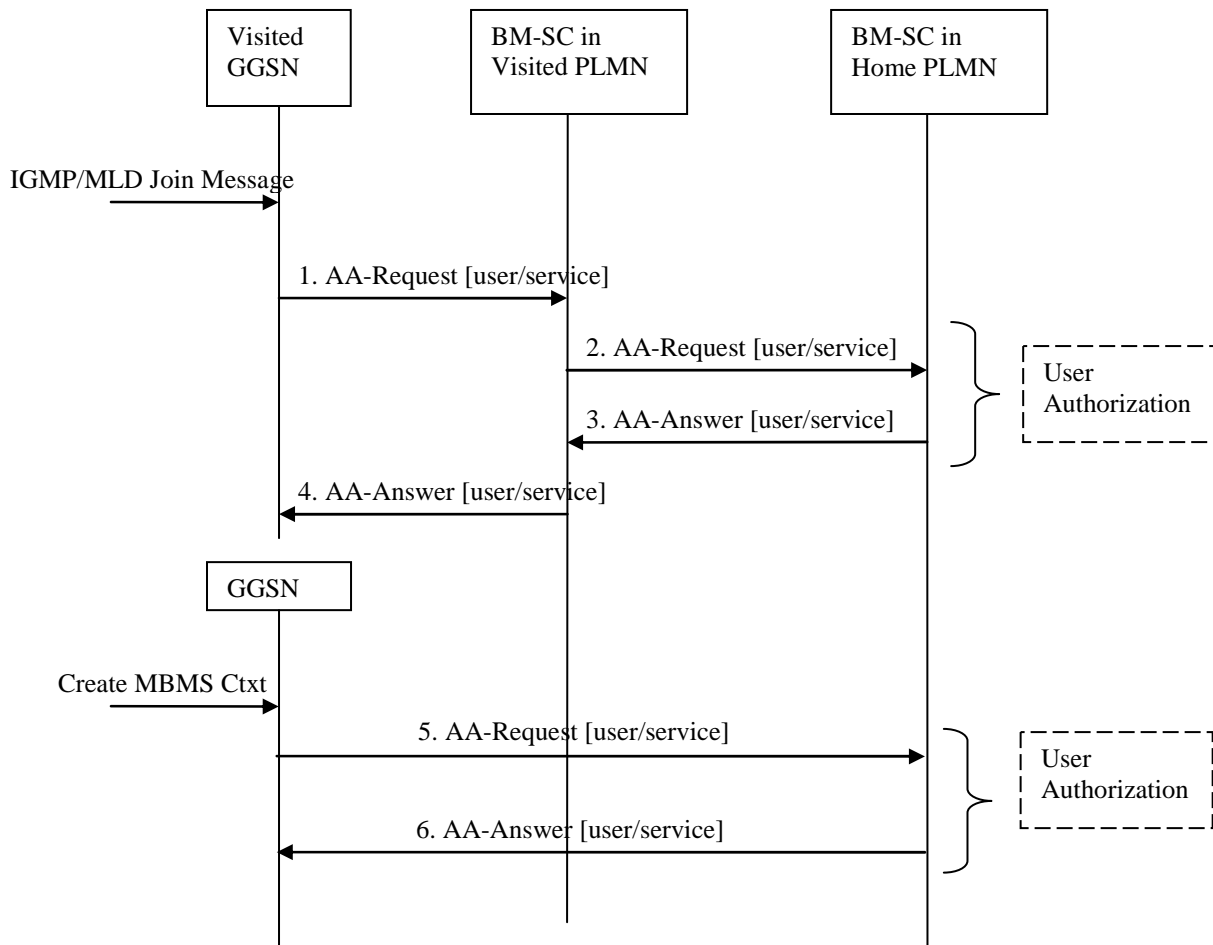 Visited
GGSN
BM-SC in
Visited PLMN
BM-SC in
Home PLMN
IGMP/MLD Join Message
1. AA-Request [user/service]
2. AA-Request [user/service]
User
Authorization
3. AA-Answer [user/service]
4. AA-Answer [user/service]
GGSN
Create MBMS Ctxt
5. AA-Request [user/service]
User
Authorization
6. AA-Answer [user/service]